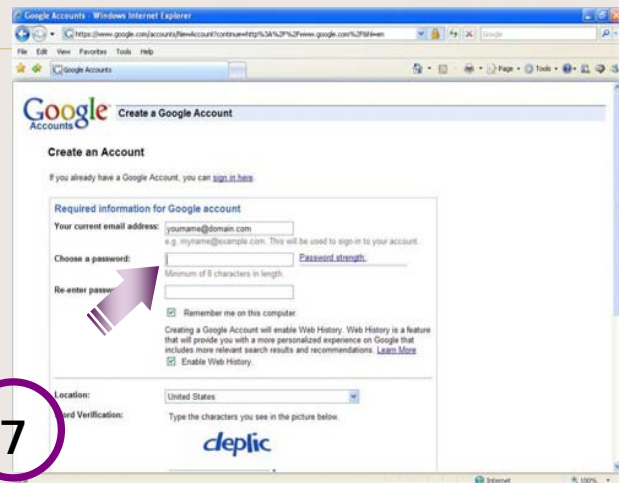 Google Accounts - Windows Internet Explorer
https://www.google.com/accounts/NewAccount?continue=http%3A%2F%2Fwww.google.com%2F&hl=en
Google
File Edit View Favorites Tools Help
Google Accounts
Page Tools
Google Accounts
Create a Google Account
Create an Account
If you already have a Google Account, you can sign in here.
Required information for Google account
Your current email address: yourname@domain.com
e.g. myname@example.com. This will be used to sign-in to your account.
Choose a password: Password strength:
Minimum of 8 characters in length.
Re-enter passw
Remember me on this computer.
Creating a Google Account will enable Web History. Web History is a feature
that will provide you with a more personalized experience on Google that
includes more relevant search results and recommendations. Learn More
Enable Web History.
Location: United States
ord Verification: Type the characters you see in the picture below.
deplic
7
Internet 100%